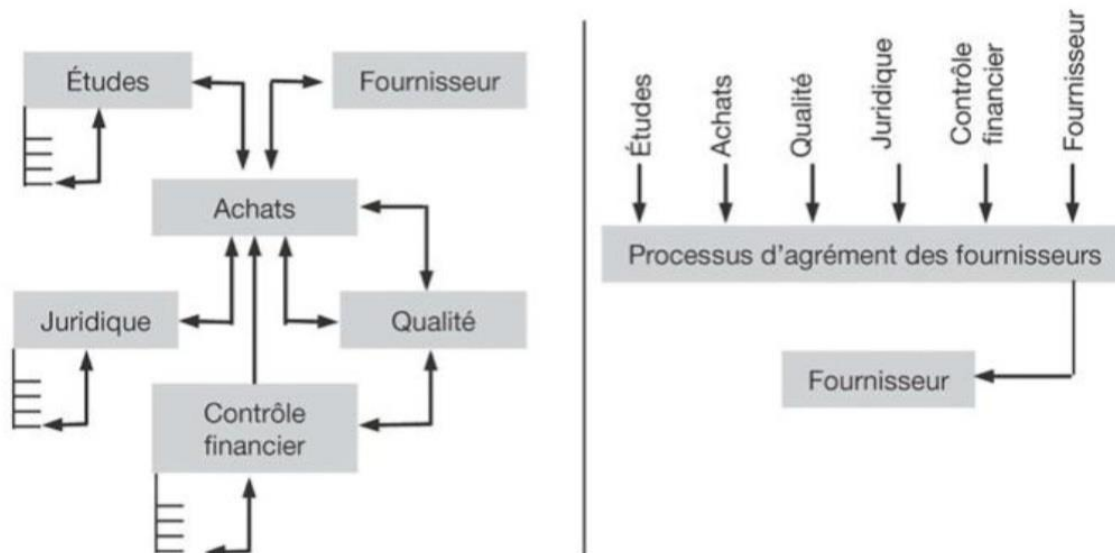 Études
Fournisseur
Achats
Juridique
Qualité
Contrôle
financier
Études
Achats
Qualité
Juridique
Contrôle
financier
Fournisseur
Processus d'agrément des fournisseurs
Fournisseur